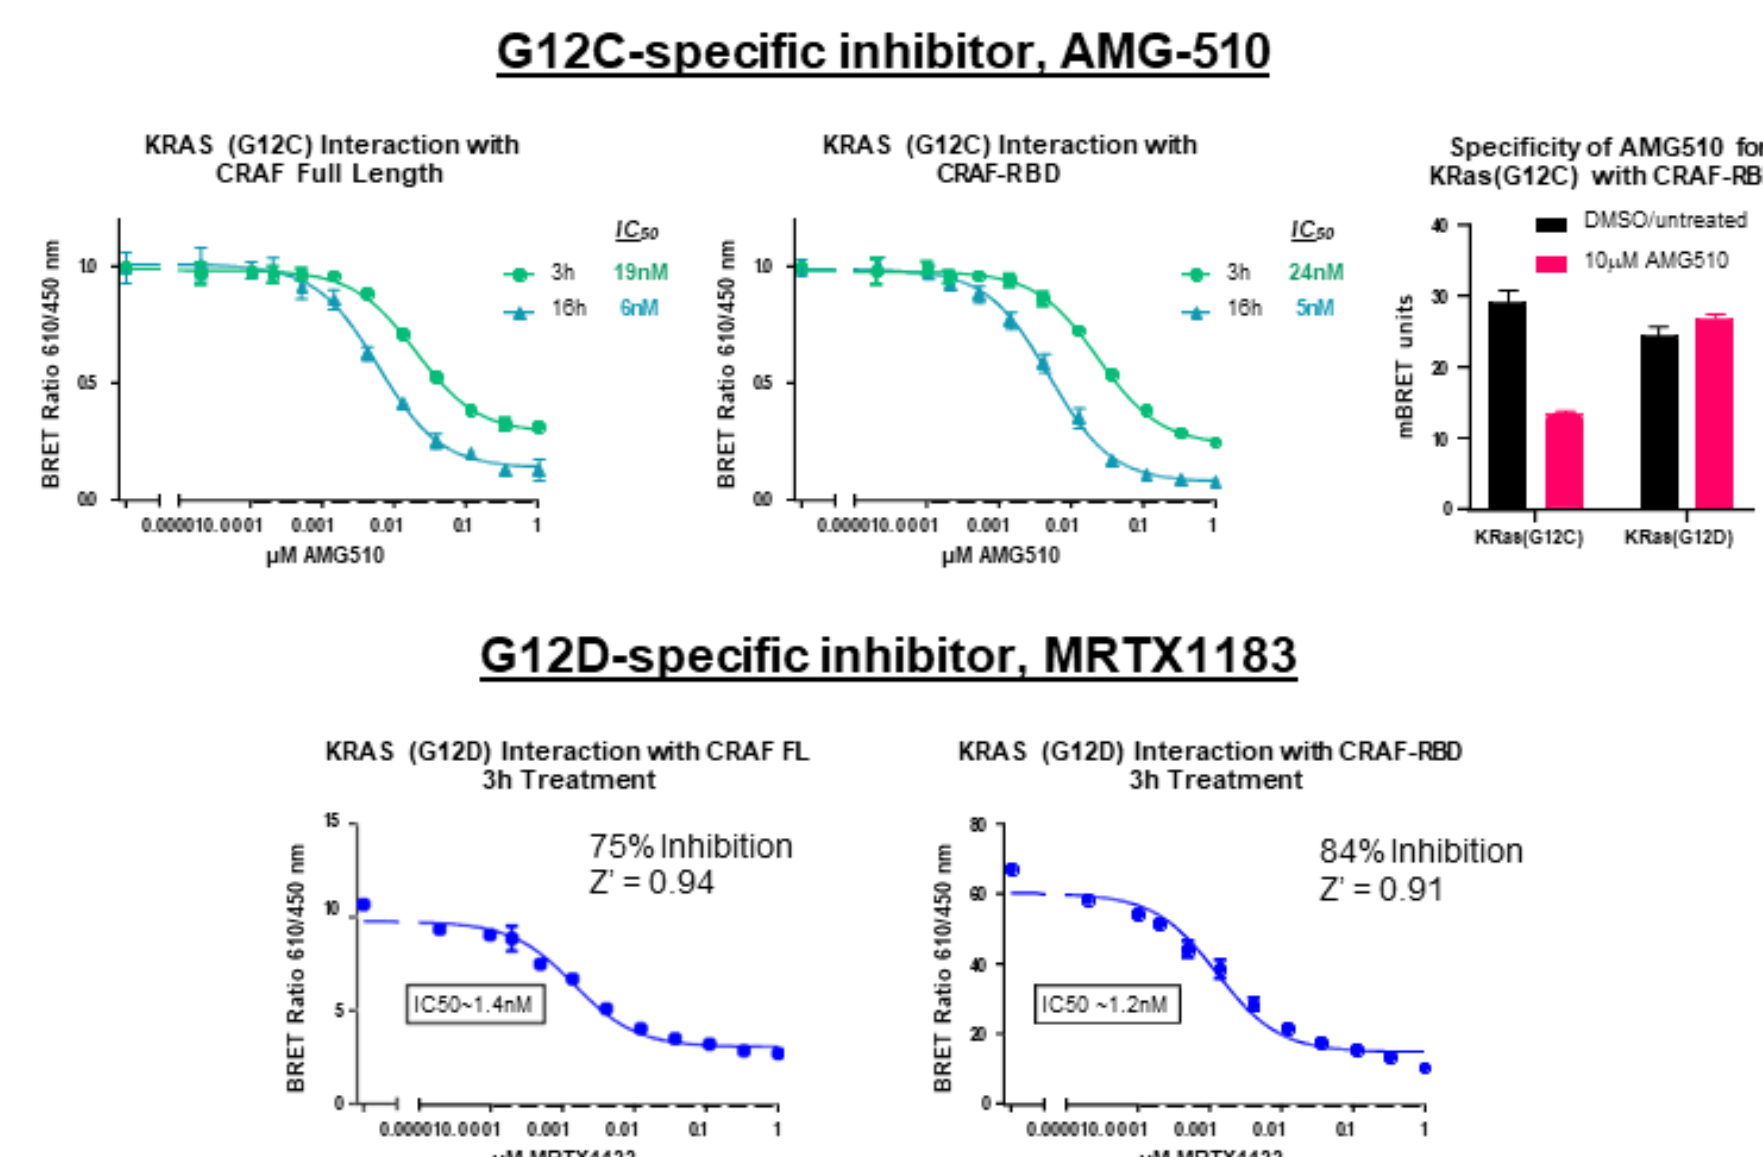 G12C-specific inhibitor, AMG-510
KRAS (G12C) Interaction with
CRAF Full Length
BRET Ratio 610/450 nm
1.0
0.5
0.0
0.00001 0.0001 0.001 0.01 0.1 1
µM AMG510
IC50
3h 19nM
16h 6nM
KRAS (G12C) Interaction with
CRAF-RBD
BRET Ratio 610/450 nm
1.0
0.5
0.0
0.00001 0.0001 0.001 0.01 0.1 1
µM AMG510
IC50
3h 24nM
16h 5nM
Specificity of AMG510 for
KRas(G12C) with CRAF-RB
DMSO/untreated
10µM AMG510
mBRET units
40
30
20
10
0
KRas(G12C) KRas(G12D)
G12D-specific inhibitor, MRTX1183
KRAS (G12D) Interaction with CRAF FL
3h Treatment
BRET Ratio 610/450 nm
15
10
5
0
75% Inhibition
Z' = 0.94
IC50~1.4nM
0.00001 0.0001 0.001 0.01 0.1 1
µM MRTX1133
KRAS (G12D) Interaction with CRAF-RBD
3h Treatment
BRET Ratio 610/450 nm
80
60
40
20
0
84% Inhibition
Z' = 0.91
IC50 ~1.2nM
0.00001 0.0001 0.001 0.01 0.1 1
µM MRTX1133